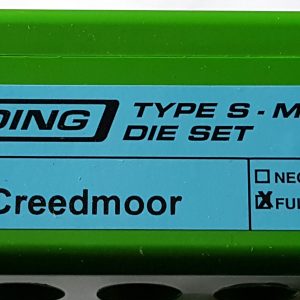 DING TYPE S - M
DIE SET
Creedmoor
☐ NEC
☒ FUL